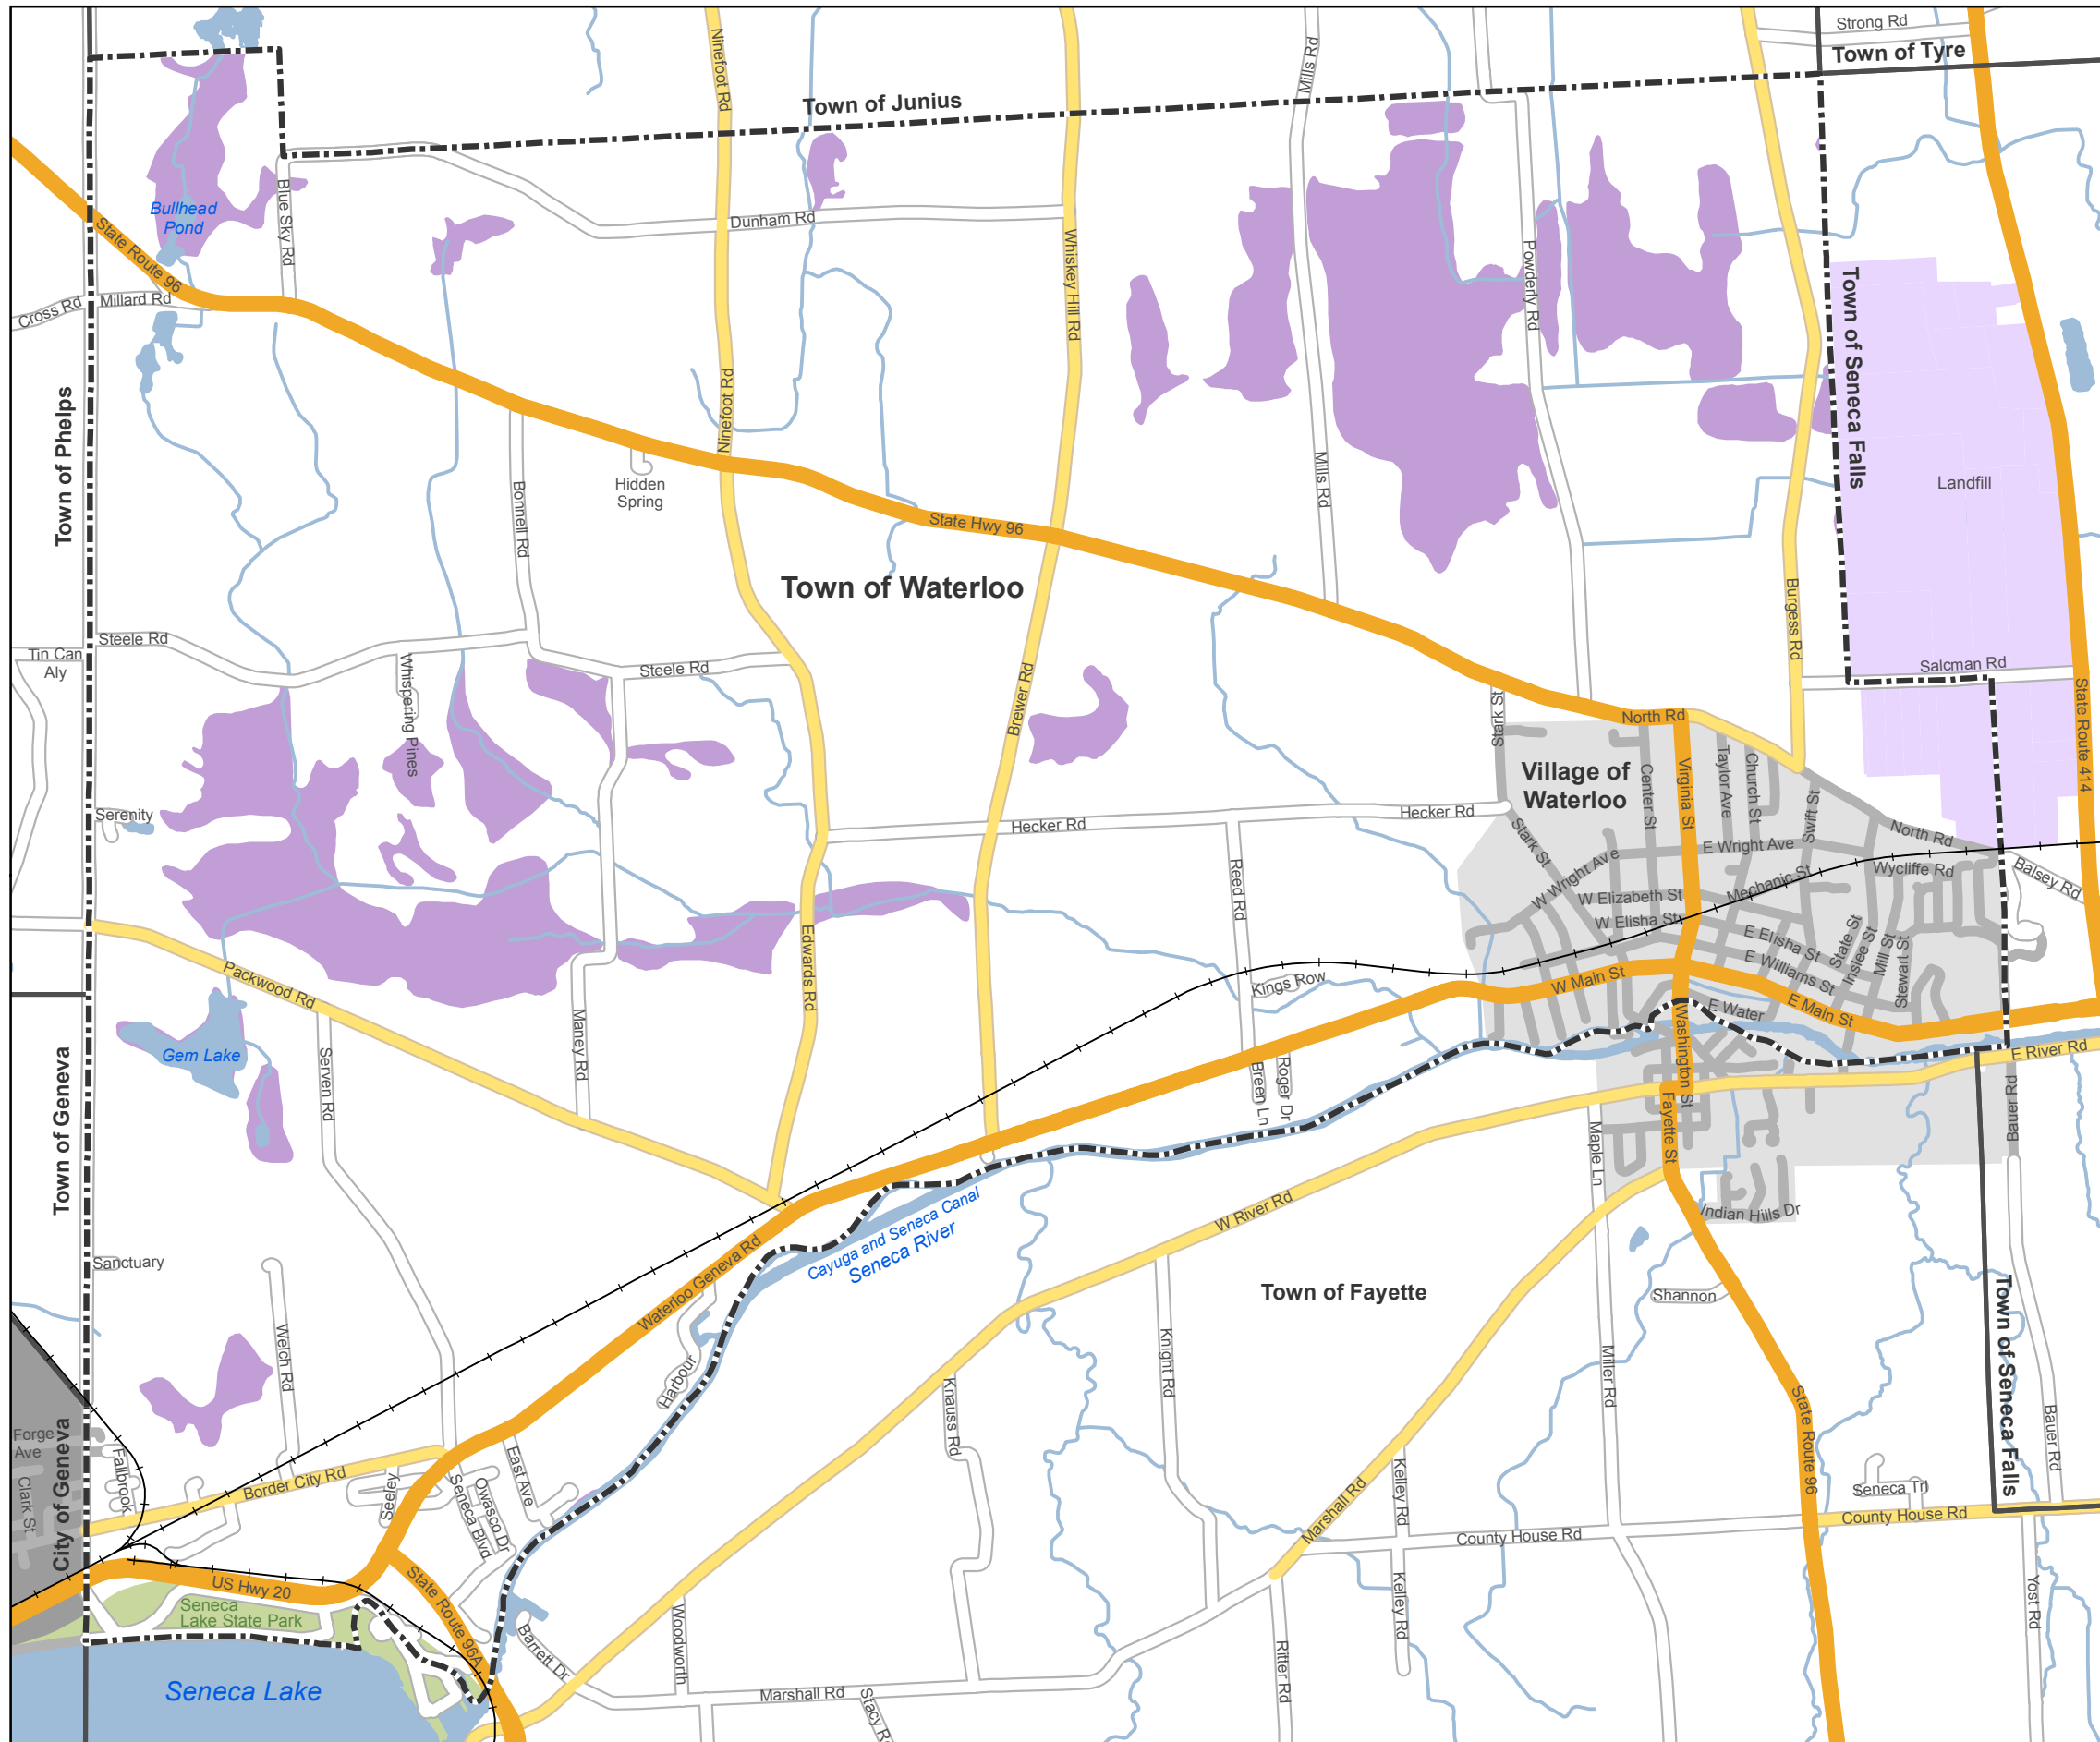 Strong Rd
Town of Tyre
Ninefoot Rd
Mills Rd
Town of Junius
Blue Sky Rd
Bullhead
Pond
Dunham Rd
State Route 96
Whiskey Hill Rd
Powderly Rd
Cross Rd
Millard Rd
Town of Seneca Falls
Town of Phelps
Ninefoot Rd
Hidden
Spring
Bonnell Rd
Mills Rd
Landfill
State Hwy 96
Town of Waterloo
Burgess Rd
Steele Rd
Tin Can
Aly
Whispering Pines
Steele Rd
Brewer Rd
Salcman Rd
State Route 414
Stark St
North Rd
Village of
Waterloo
Center St
Virginia St
Taylor Ave
Church St
Swift St
Serenity
Hecker Rd
Hecker Rd
Stark St
North Rd
E Wright Ave
W Wright Ave
Wycliffe Rd
Balsey Rd
Reed Rd
W Elizabeth St
Mechanic St
W Elisha St
E Elisha St
State St
Inslee St
Mill St
Stewart St
E Williams St
Edwards Rd
Packwood Rd
Kings Row
W Main St
E Water
E Main St
Maney Rd
Gem Lake
Serven Rd
Town of Geneva
Breen Ln
Roger Dr
Washington St
E River Rd
Fayette St
Maple Ln
Bauer Rd
Cayuga and Seneca Canal
Seneca River
W River Rd
Indian Hills Dr
Sanctuary
Waterloo Geneva Rd
Town of Fayette
Shannon
Town of Seneca Falls
Welch Rd
Harbour
Knight Rd
Miller Rd
Knauss Rd
State Route 96
Bauer Rd
Forge
Ave
Clark St
City of Geneva
Fallbrook
Border City Rd
Seeley
Seneca Blvd
Owasco Dr
East Ave
Kelley Rd
Marshall Rd
Seneca Trl
County House Rd
County House Rd
US Hwy 20
Seneca
Lake State Park
State Route 96A
Barrett Dr
Woodworth
Kelley Rd
Yost Rd
Ritter Rd
Seneca Lake
Marshall Rd
Stacy R